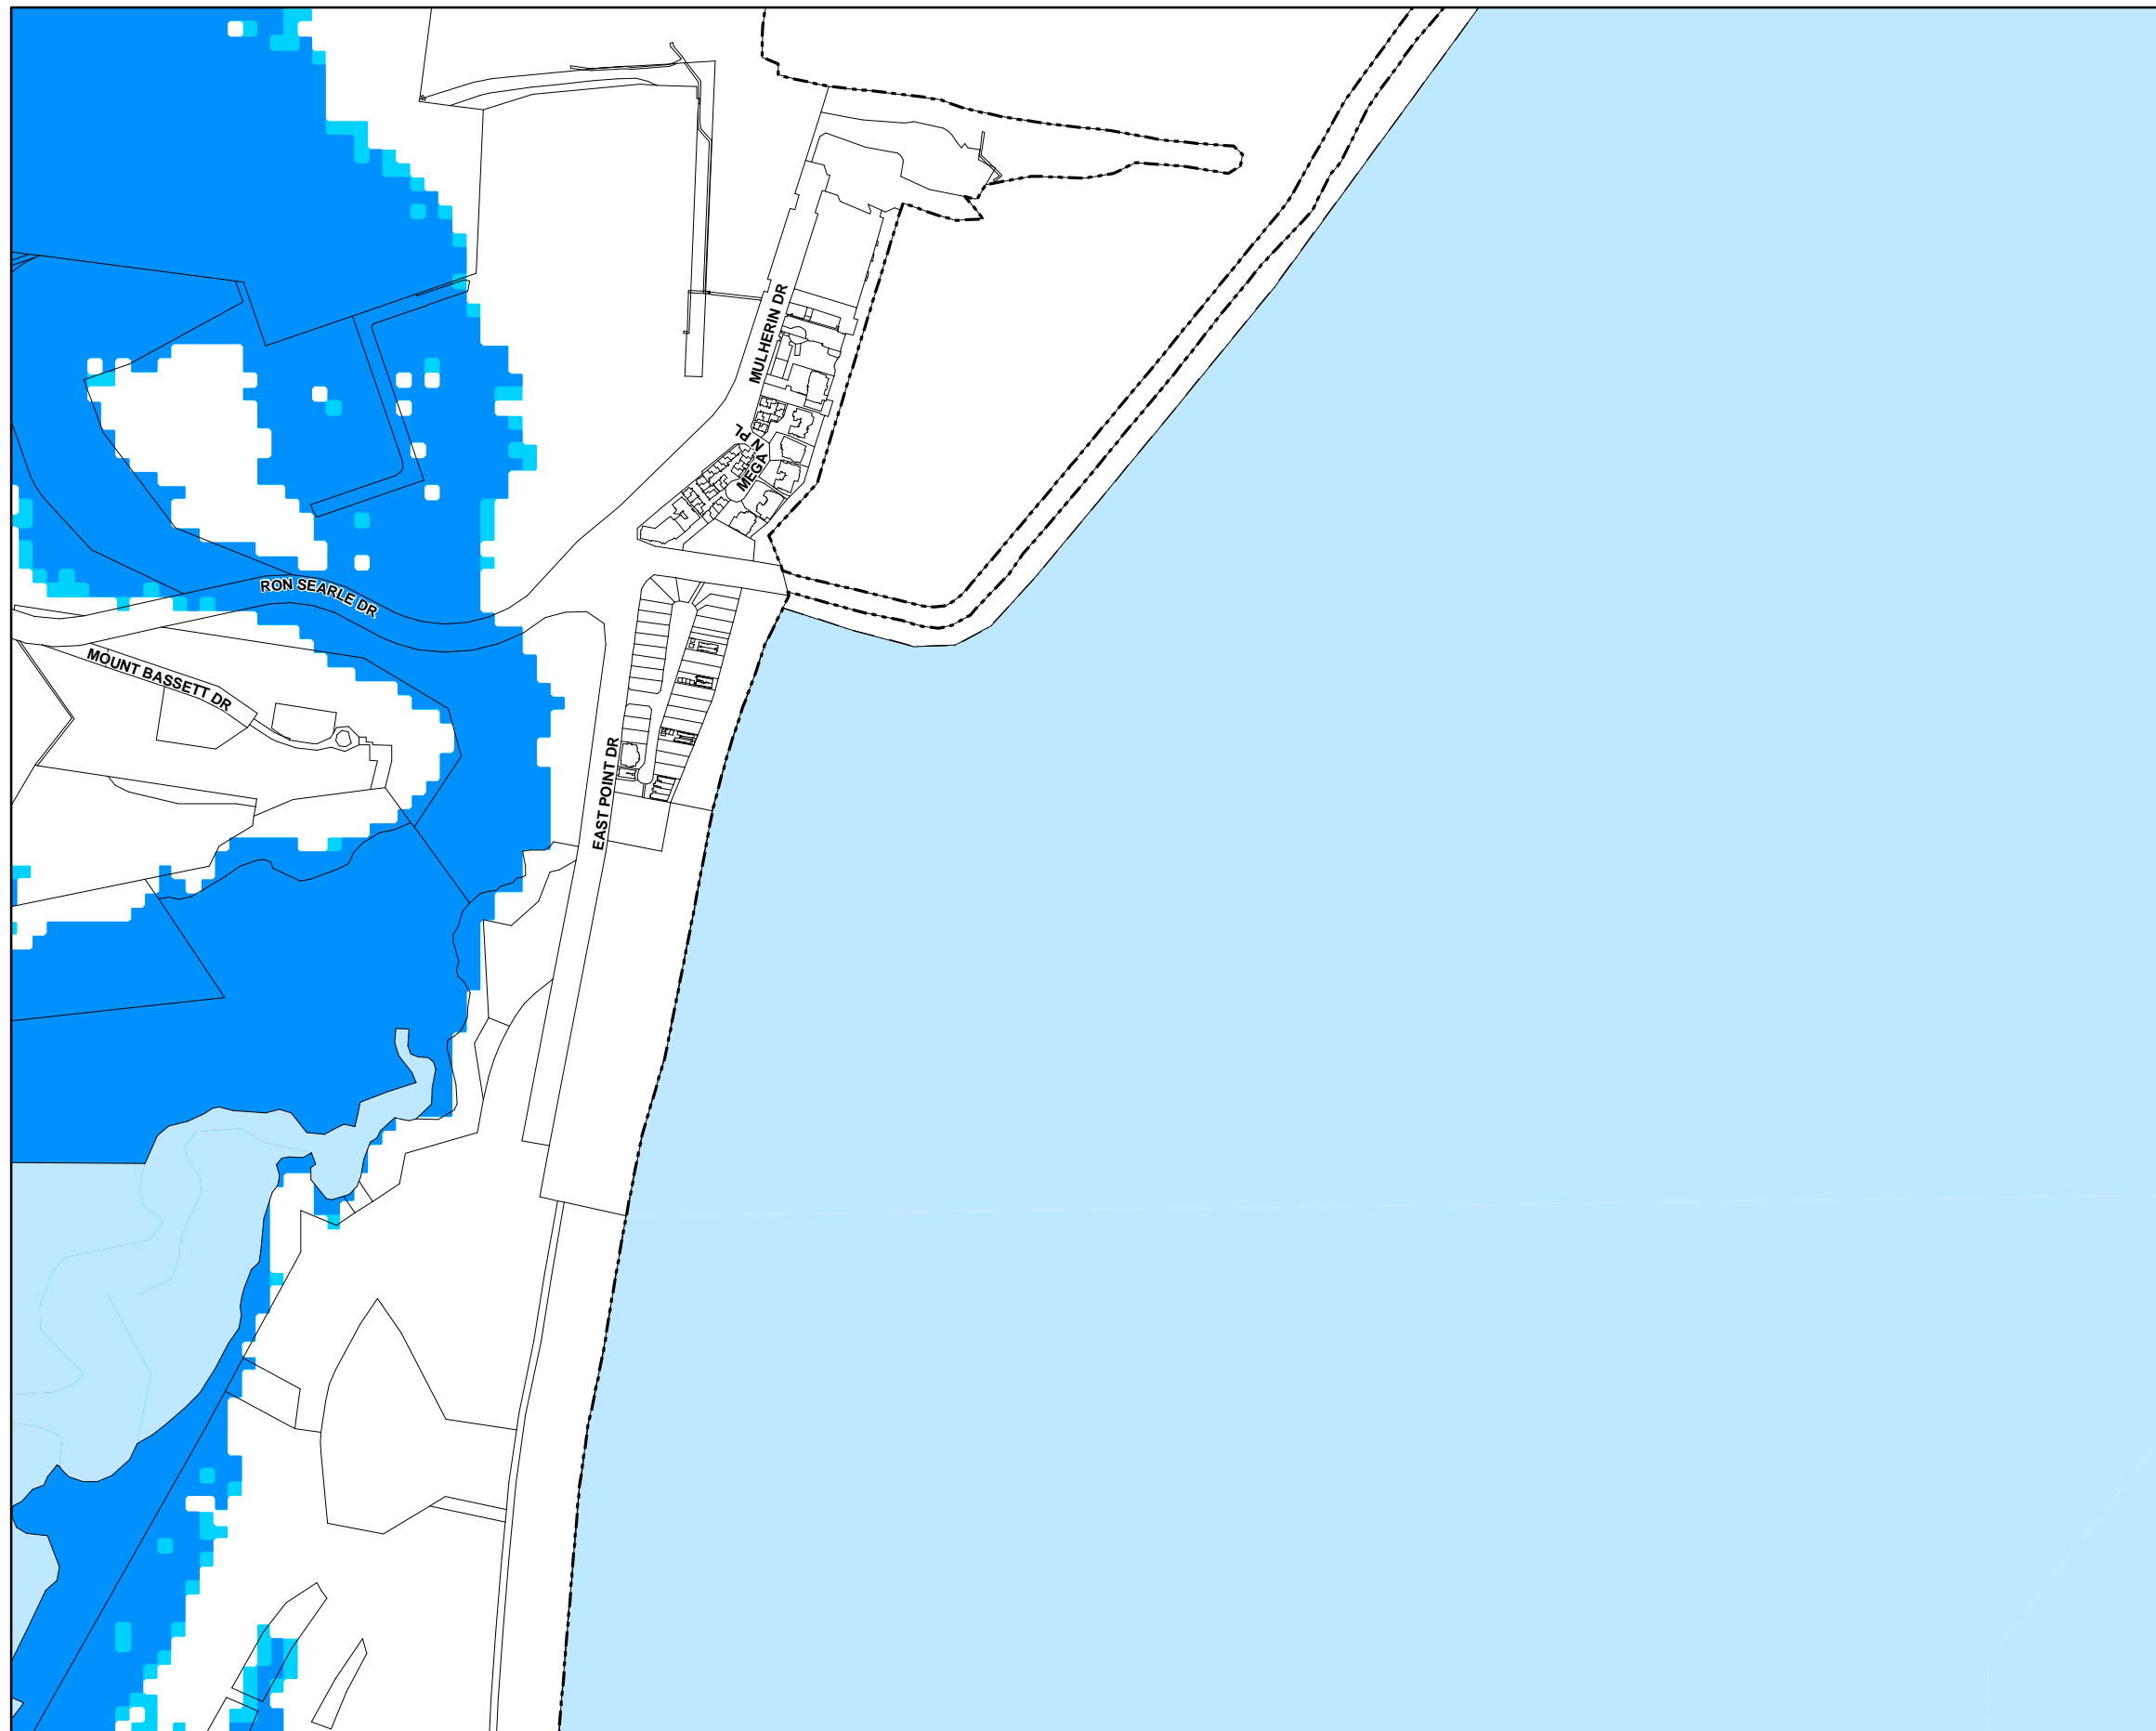 MULHERIN DR
MEGA
N PL
RON SEARLE DR
MOUNT BASSETT DR
EAST POINT DR